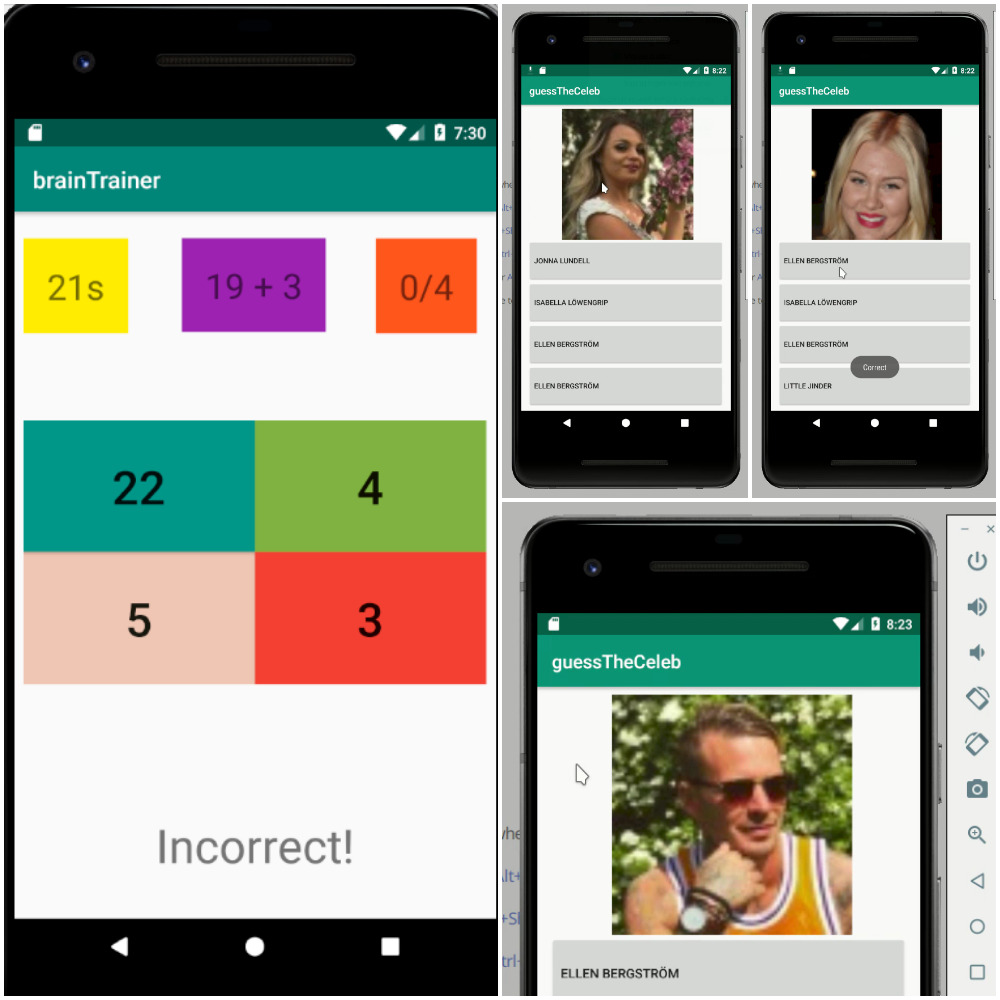 7:30
brainTrainer
21s
19 + 3
0/4
22
4
5
3
Incorrect!
8:22
guessTheCeleb
JONNA LUNDELL
ISABELLA LÖWENGRIP
ELLEN BERGSTRÖM
ELLEN BERGSTRÖM
8:22
guessTheCeleb
ELLEN BERGSTRÖM
ISABELLA LÖWENGRIP
ELLEN BERGSTRÖM
Correct
LITTLE JINDER
8:23
guessTheCeleb
ELLEN BERGSTRÖM